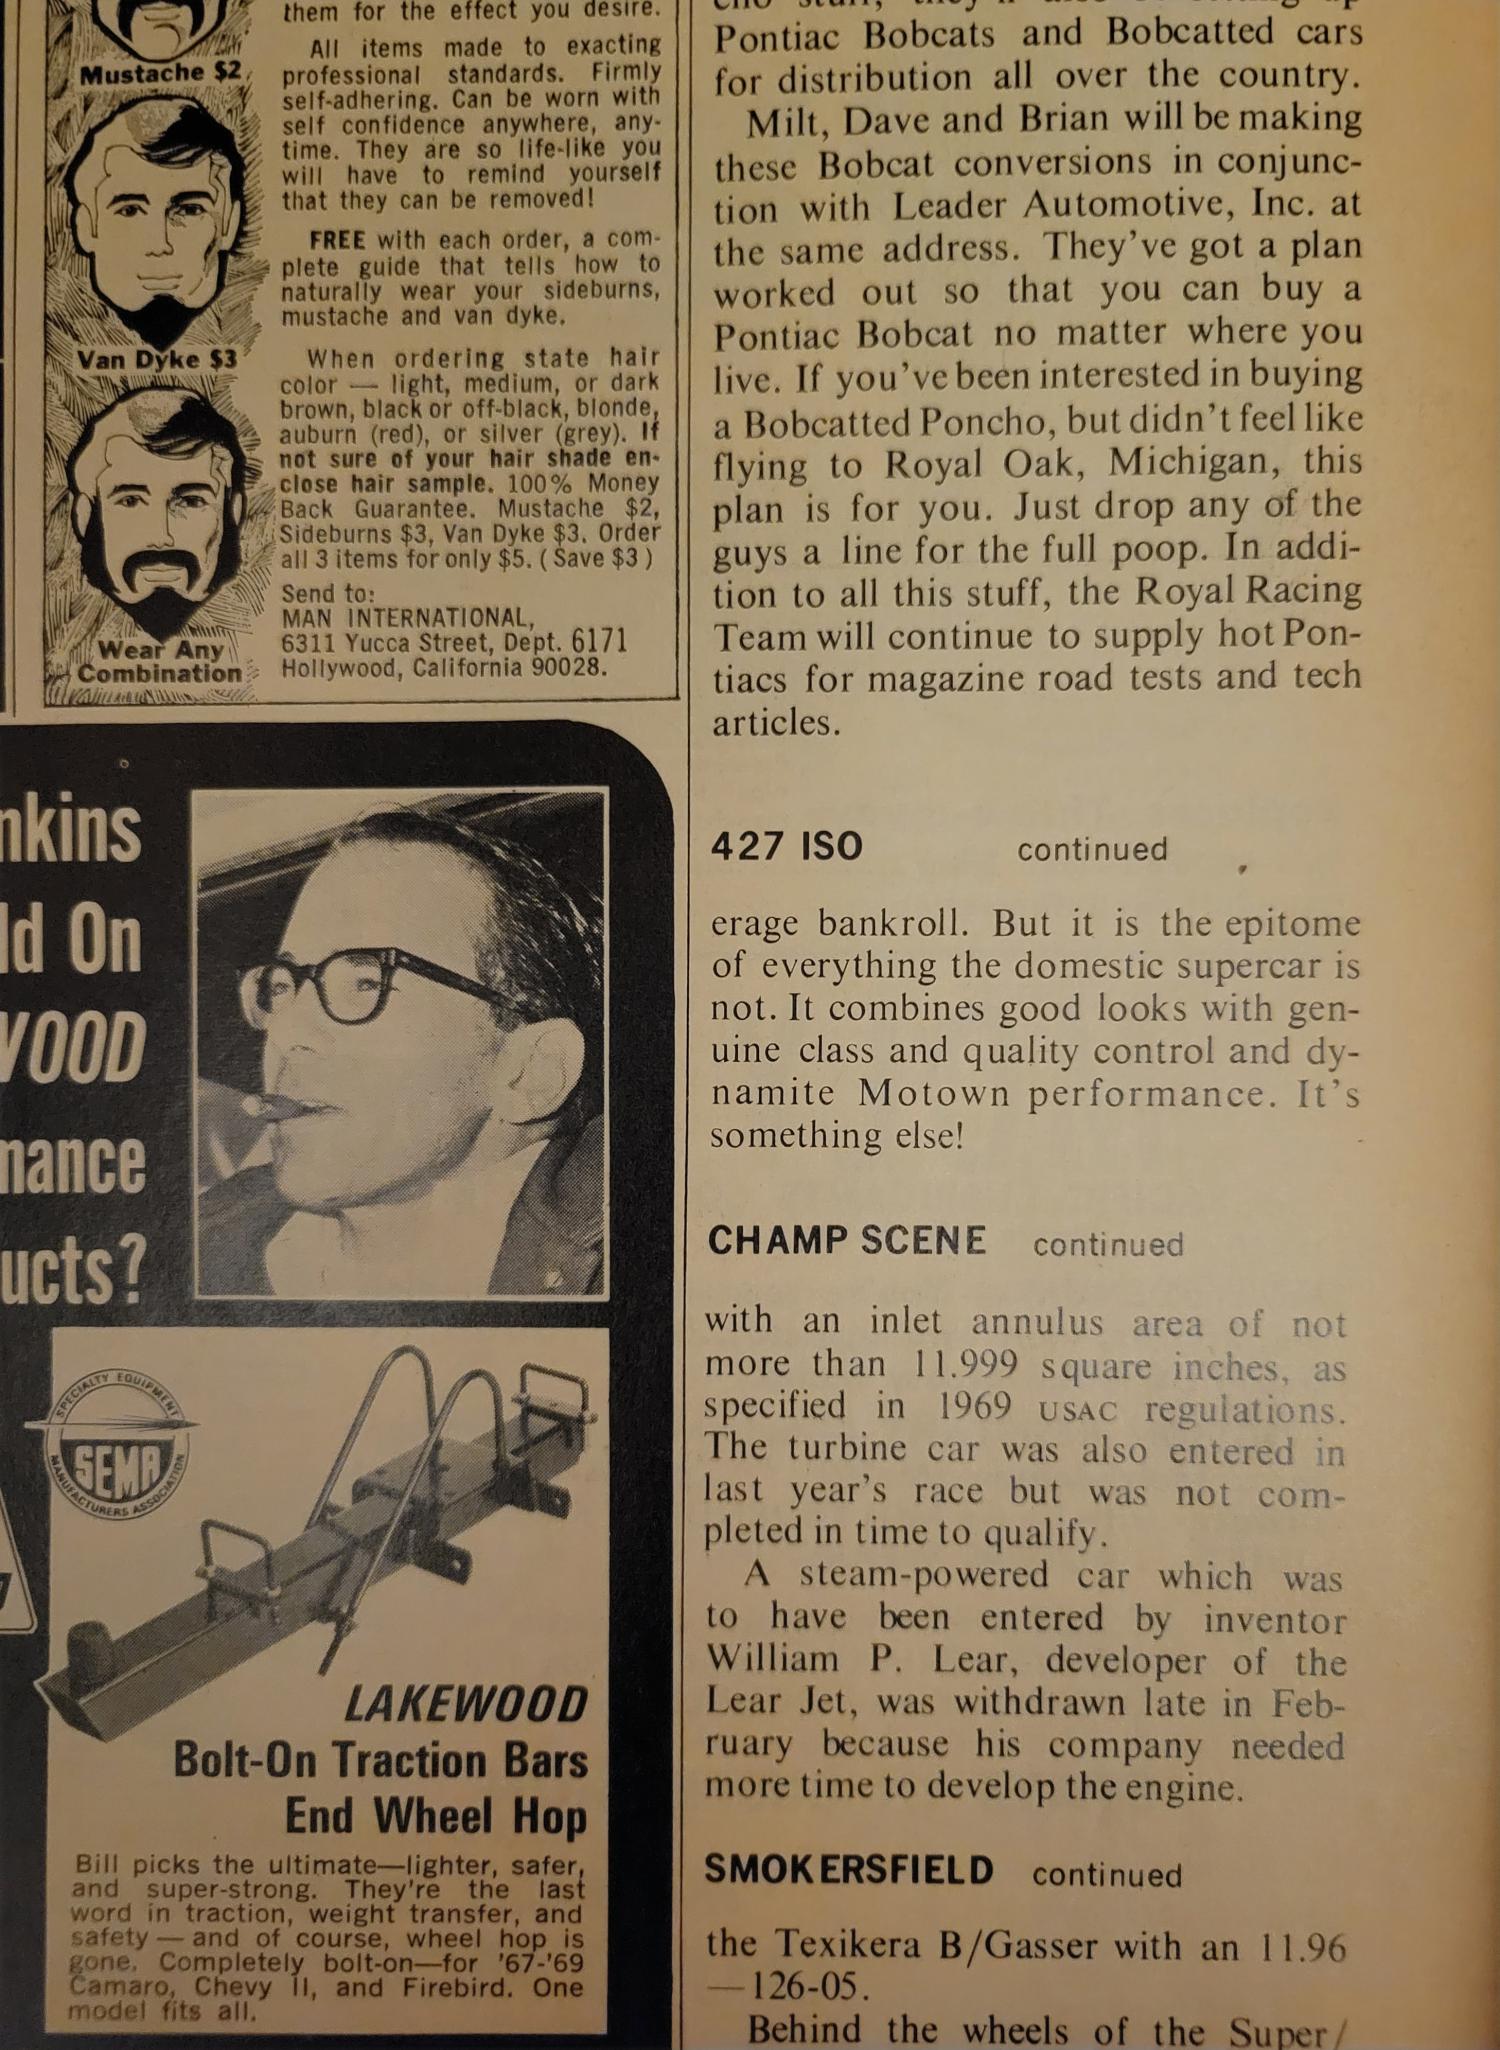 Mustache $2
Van Dyke $3
Wear Any
Combination
them for the effect you desire.
All items made to exacting
professional standards. Firmly
self-adhering. Can be worn with
self confidence anywhere, any-
time. They are so life-like you
will have to remind yourself
that they can be removed!
FREE with each order, a com-
plete guide that tells how to
naturally wear your sideburns,
mustache and van dyke.
When ordering state hair
color — light, medium, or dark
brown, black or off-black, blonde,
auburn (red), or silver (grey). If
not sure of your hair shade en-
close hair sample. 100% Money
Back Guarantee. Mustache $2,
Sideburns $3, Van Dyke $3. Order
all 3 items for only $5. (Save $3)
Send to:
MAN INTERNATIONAL,
6311 Yucca Street, Dept. 6171
Hollywood, California 90028.
nkins
ld On
WOOD
mance
ucts?
SPECIALTY EQUIPMENT
SEMA
MANUFACTURERS ASSOCIATION
LAKEWOOD
Bolt-On Traction Bars
End Wheel Hop
Bill picks the ultimate—lighter, safer,
and super-strong. They're the last
word in traction, weight transfer, and
safety — and of course, wheel hop is
gone. Completely bolt-on—for '67-'69
Camaro, Chevy II, and Firebird. One
model fits all.
Pontiac Bobcats and Bobcatted cars
for distribution all over the country.
Milt, Dave and Brian will be making
these Bobcat conversions in conjunc-
tion with Leader Automotive, Inc. at
the same address. They've got a plan
worked out so that you can buy a
Pontiac Bobcat no matter where you
live. If you've been interested in buying
a Bobcatted Poncho, but didn't feel like
flying to Royal Oak, Michigan, this
plan is for you. Just drop any of the
guys a line for the full poop. In addi-
tion to all this stuff, the Royal Racing
Team will continue to supply hot Pon-
tiacs for magazine road tests and tech
articles.
427 ISO continued
erage bankroll. But it is the epitome
of everything the domestic supercar is
not. It combines good looks with gen-
uine class and quality control and dy-
namite Motown performance. It's
something else!
CHAMP SCENE continued
with an inlet annulus area of not
more than 11.999 square inches, as
specified in 1969 USAC regulations.
The turbine car was also entered in
last year's race but was not com-
pleted in time to qualify.
A steam-powered car which was
to have been entered by inventor
William P. Lear, developer of the
Lear Jet, was withdrawn late in Feb-
ruary because his company needed
more time to develop the engine.
SMOKERSFIELD continued
the Texikera B/Gasser with an 11.96
—126-05.
Behind the wheels of the Super/